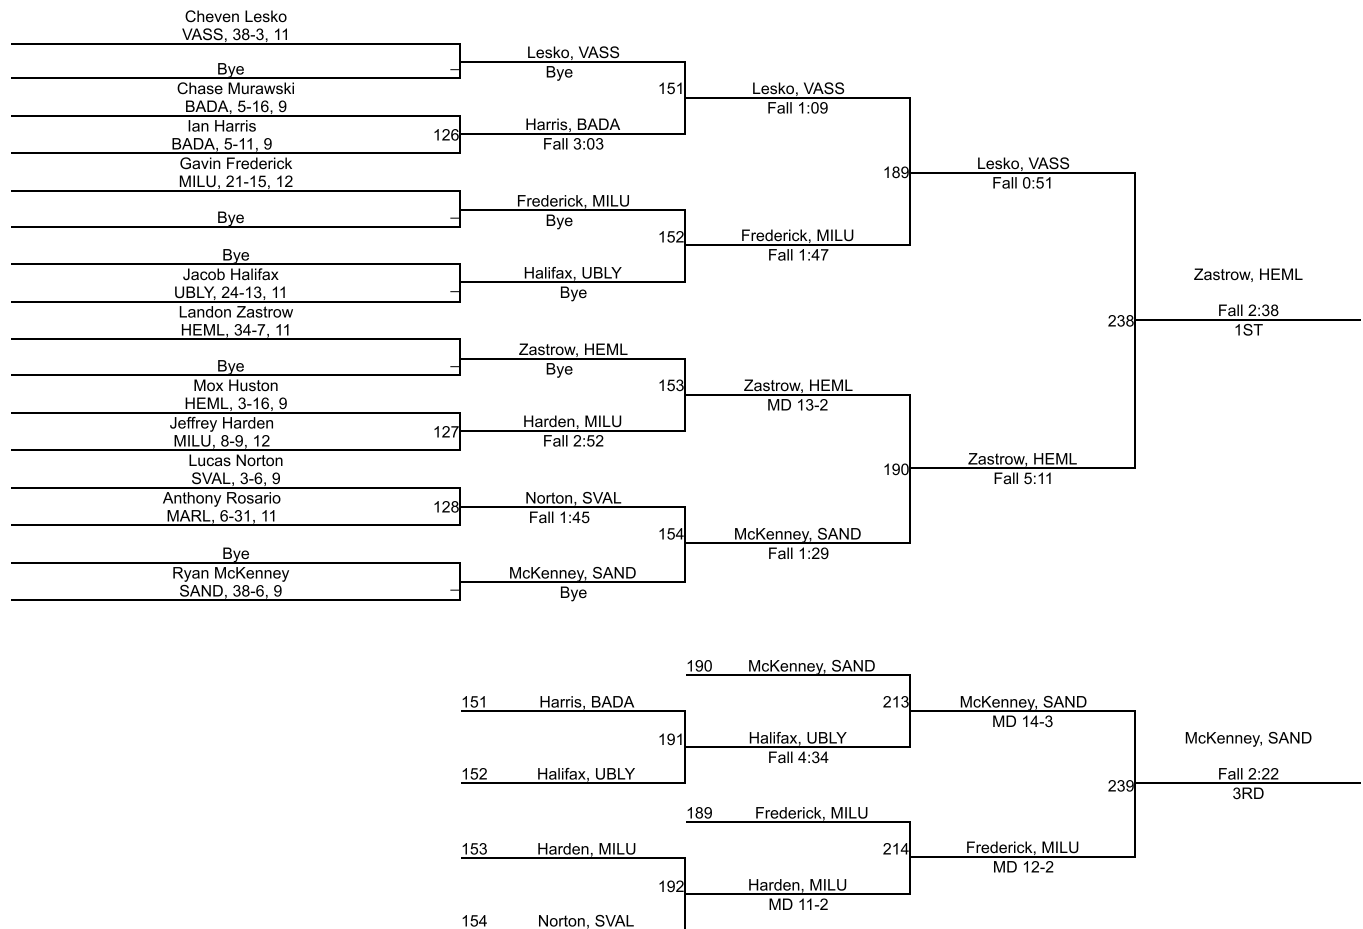 Cheven Lesko
VASS, 38-3, 11
Bye
Chase Murawski
BADA, 5-16, 9
Ian Harris
BADA, 5-11, 9
Gavin Frederick
MILU, 21-15, 12
Bye
Bye
Jacob Halifax
UBLY, 24-13, 11
Landon Zastrow
HEML, 34-7, 11
Bye
Mox Huston
HEML, 3-16, 9
Jeffrey Harden
MILU, 8-9, 12
Lucas Norton
SVAL, 3-6, 9
Anthony Rosario
MARL, 6-31, 11
Bye
Ryan McKenney
SAND, 38-6, 9
126
127
128
Lesko, VASS
Bye
Harris, BADA
Fall 3:03
Frederick, MILU
Bye
Halifax, UBLY
Bye
Zastrow, HEML
Bye
Harden, MILU
Fall 2:52
Norton, SVAL
Fall 1:45
McKenney, SAND
Bye
151
152
153
154
Lesko, VASS
Fall 1:09
Frederick, MILU
Fall 1:47
Zastrow, HEML
MD 13-2
McKenney, SAND
Fall 1:29
189
190
Lesko, VASS
Fall 0:51
Zastrow, HEML
Fall 5:11
238
Zastrow, HEML
Fall 2:38
1ST
151 Harris, BADA
152 Halifax, UBLY
153 Harden, MILU
154 Norton, SVAL
191
192
190 McKenney, SAND
Halifax, UBLY
Fall 4:34
189 Frederick, MILU
Harden, MILU
MD 11-2
213
214
McKenney, SAND
MD 14-3
Frederick, MILU
MD 12-2
239
McKenney, SAND
Fall 2:22
3RD